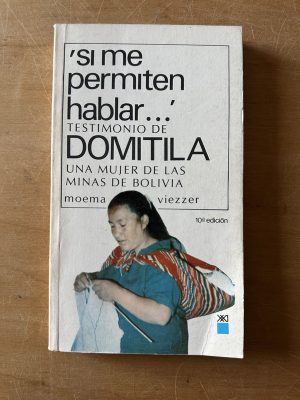 'si me
permiten
hablar...'
TESTIMONIO DE
DOMITILA
UNA MUJER DE LAS
MINAS DE BOLIVIA
moema viezzer
10ª edición